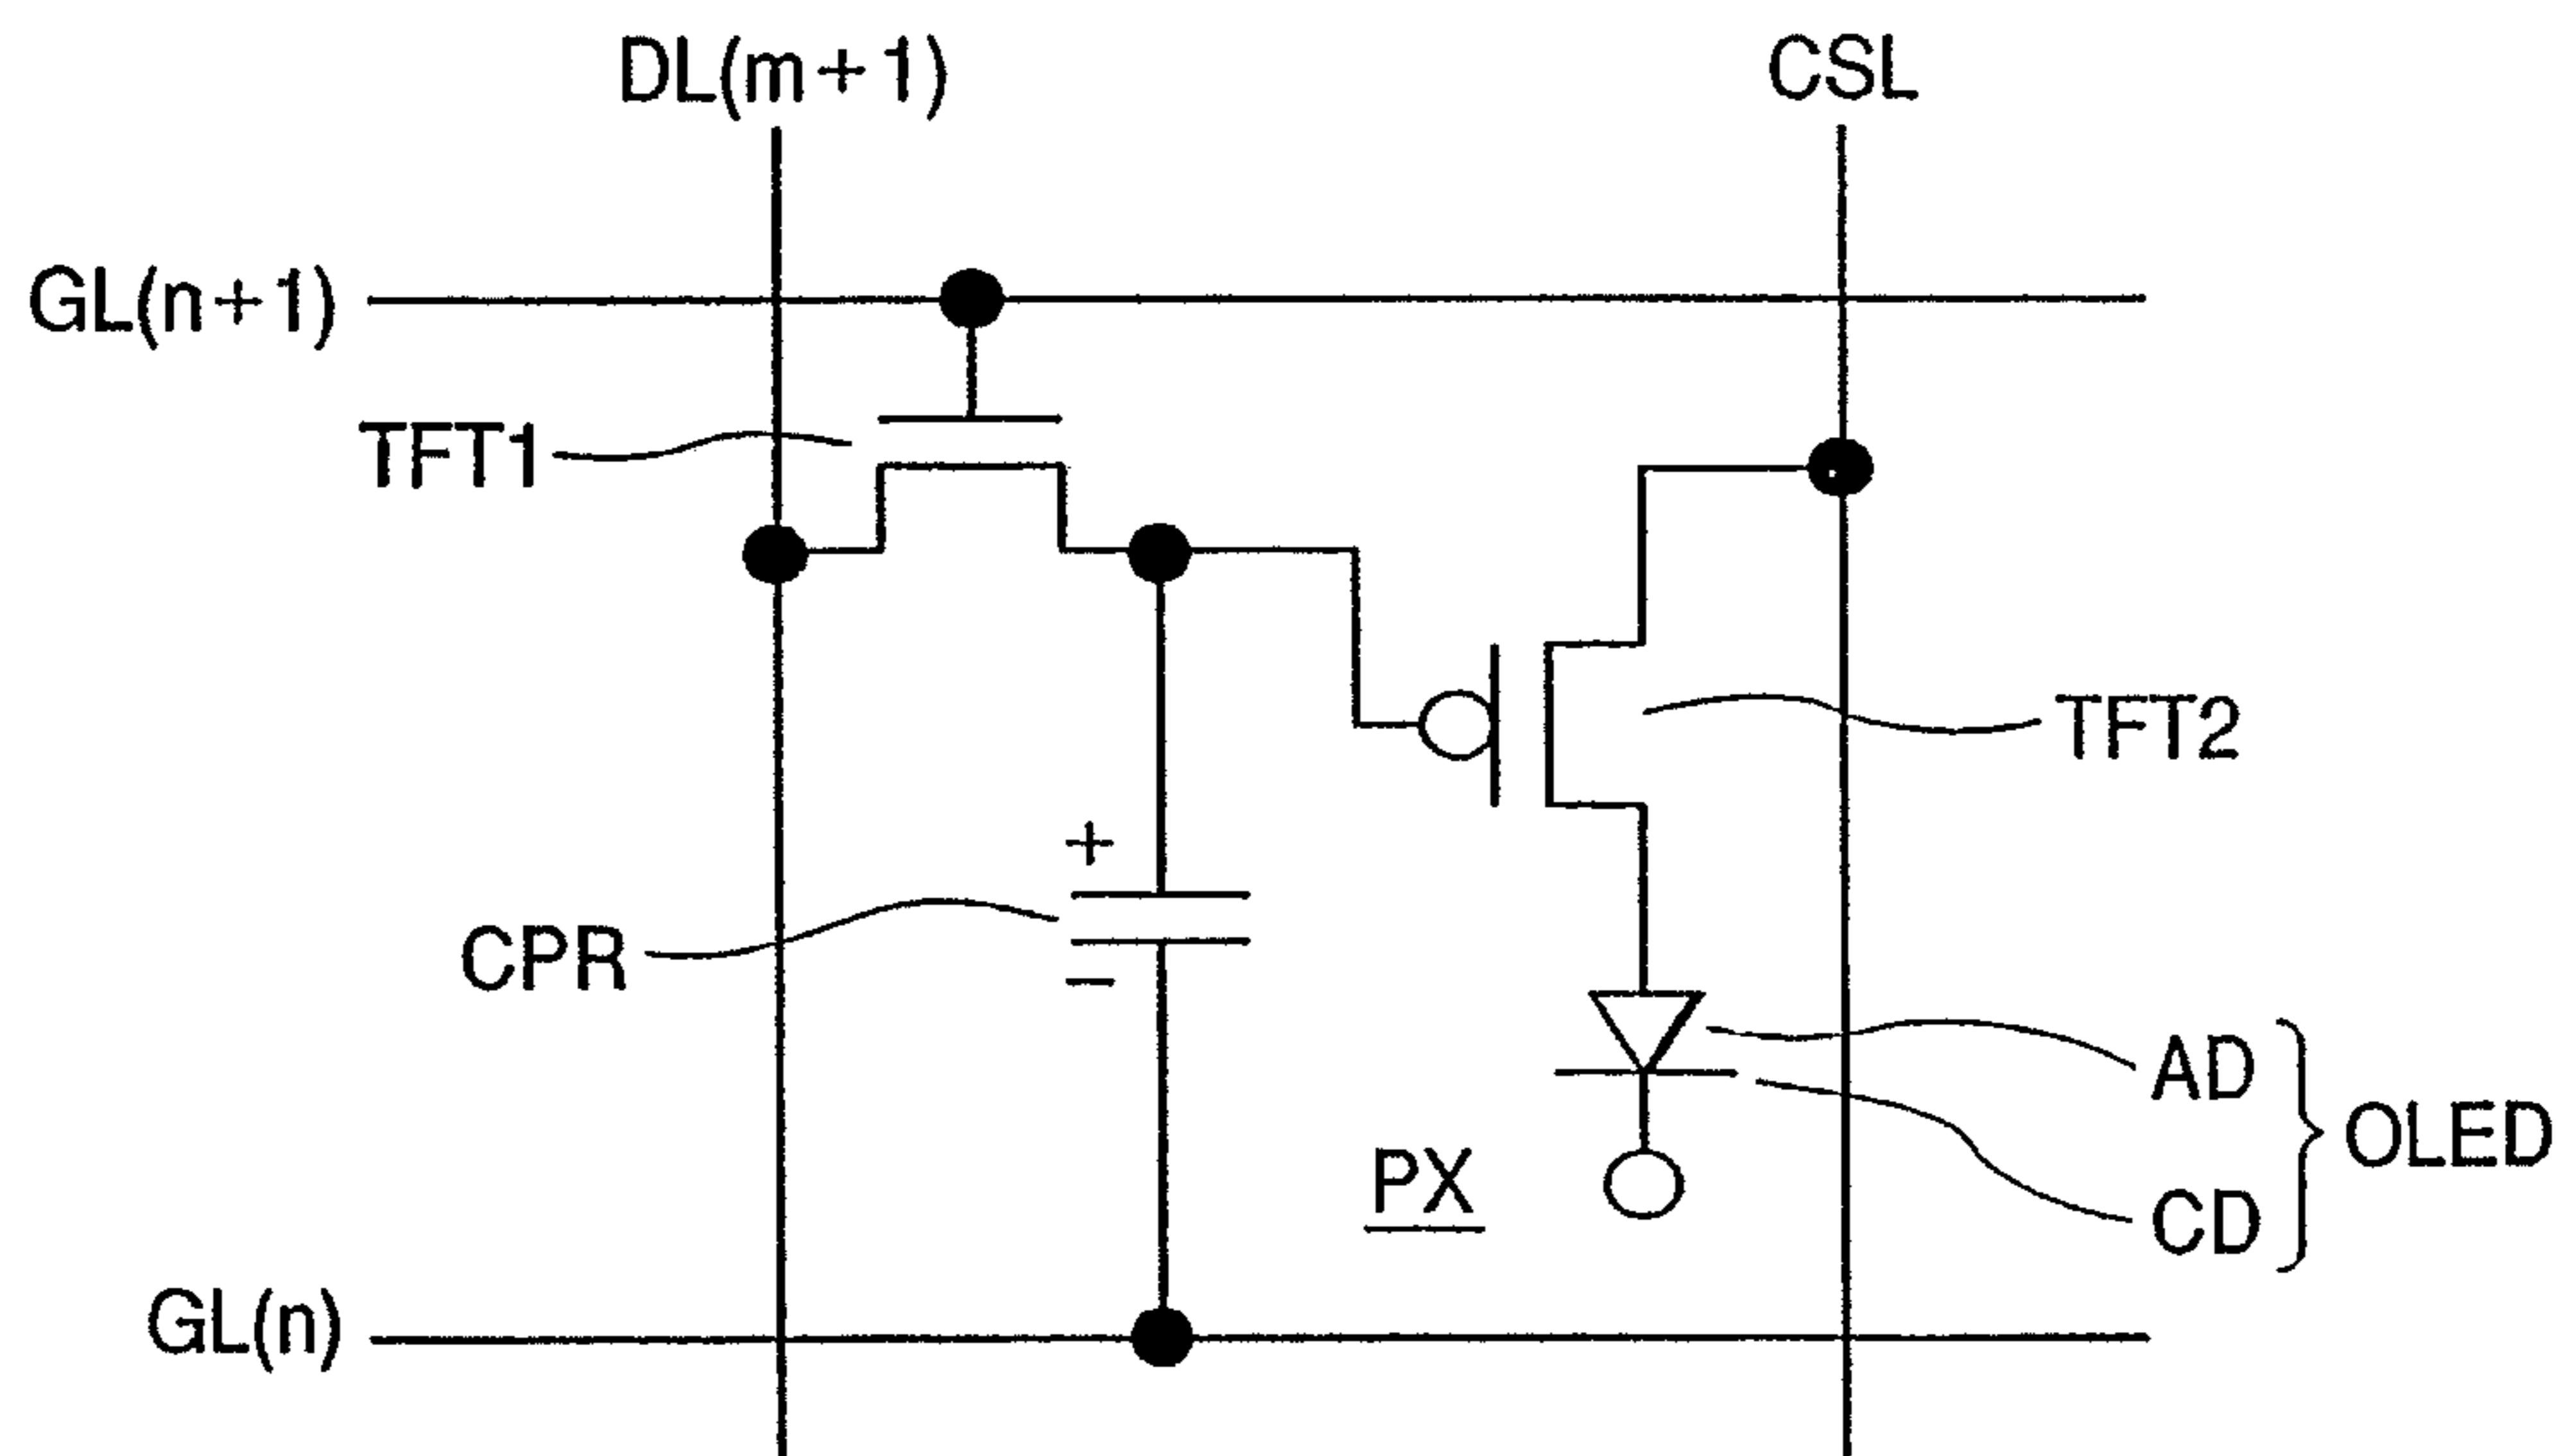 DL(m+1)
CSL
GL(n+1)
TFT1
TFT2
+
CPR
−
AD
OLED
PX
CD
GL(n)